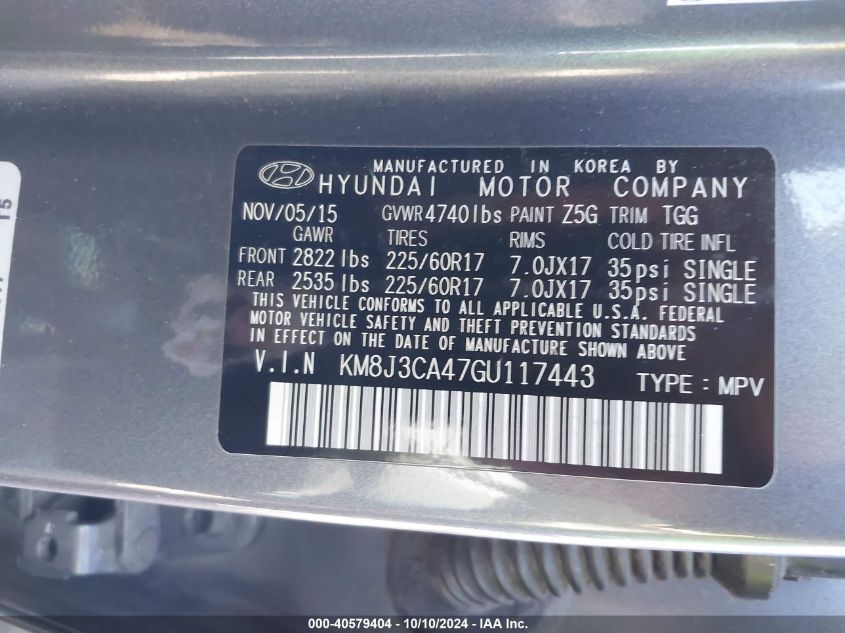 MANUFACTURED IN KOREA BY
HYUNDAI MOTOR COMPANY
NOV/05/15 GVWR 4740lbs PAINT Z5G TRIM TGG
GAWR TIRES RIMS COLD TIRE INFL
FRONT 2822 lbs 225/60R17 7.0JX17 35psi SINGLE
REAR 2535 lbs 225/60R17 7.0JX17 35psi SINGLE
THIS VEHICLE CONFORMS TO ALL APPLICABLE U.S.A. FEDERAL
MOTOR VEHICLE SAFETY AND THEFT PREVENTION STANDARDS
IN EFFECT ON THE DATE OF MANUFACTURE SHOWN ABOVE
V.I.N KM8J3CA47GU117443 TYPE : MPV
000-40579404 - 10/10/2024 - IAA Inc.